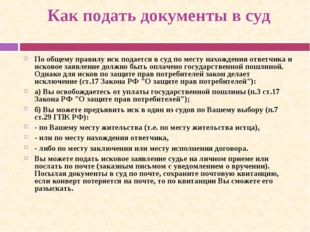 Как подать документы в суд
По общему правилу иск подается в суд по месту нахождения ответчика и
исковое заявление должно быть оплачено государственной пошлиной.
Однако для исков по защите прав потребителей закон делает
исключение (ст.17 Закона РФ "О защите прав потребителей"):
а) Вы освобождаетесь от уплаты государственной пошлины (п.3 ст.17
Закона РФ "О защите прав потребителей");
б) Вы можете предъявить иск в один из судов по Вашему выбору (п.7
ст.29 ГПК РФ):
- по Вашему месту жительства (т.е. по месту жительства истца),
- или по месту нахождения ответчика,
- либо по месту заключения или месту исполнения договора.
Вы можете подать исковое заявление судье на личном приеме или
послать по почте (заказным письмом с уведомлением о вручении).
Посылая документы в суд по почте, сохраните почтовую квитанцию,
если конверт потеряется на почте, то по квитанции Вы сможете его
разыскать.